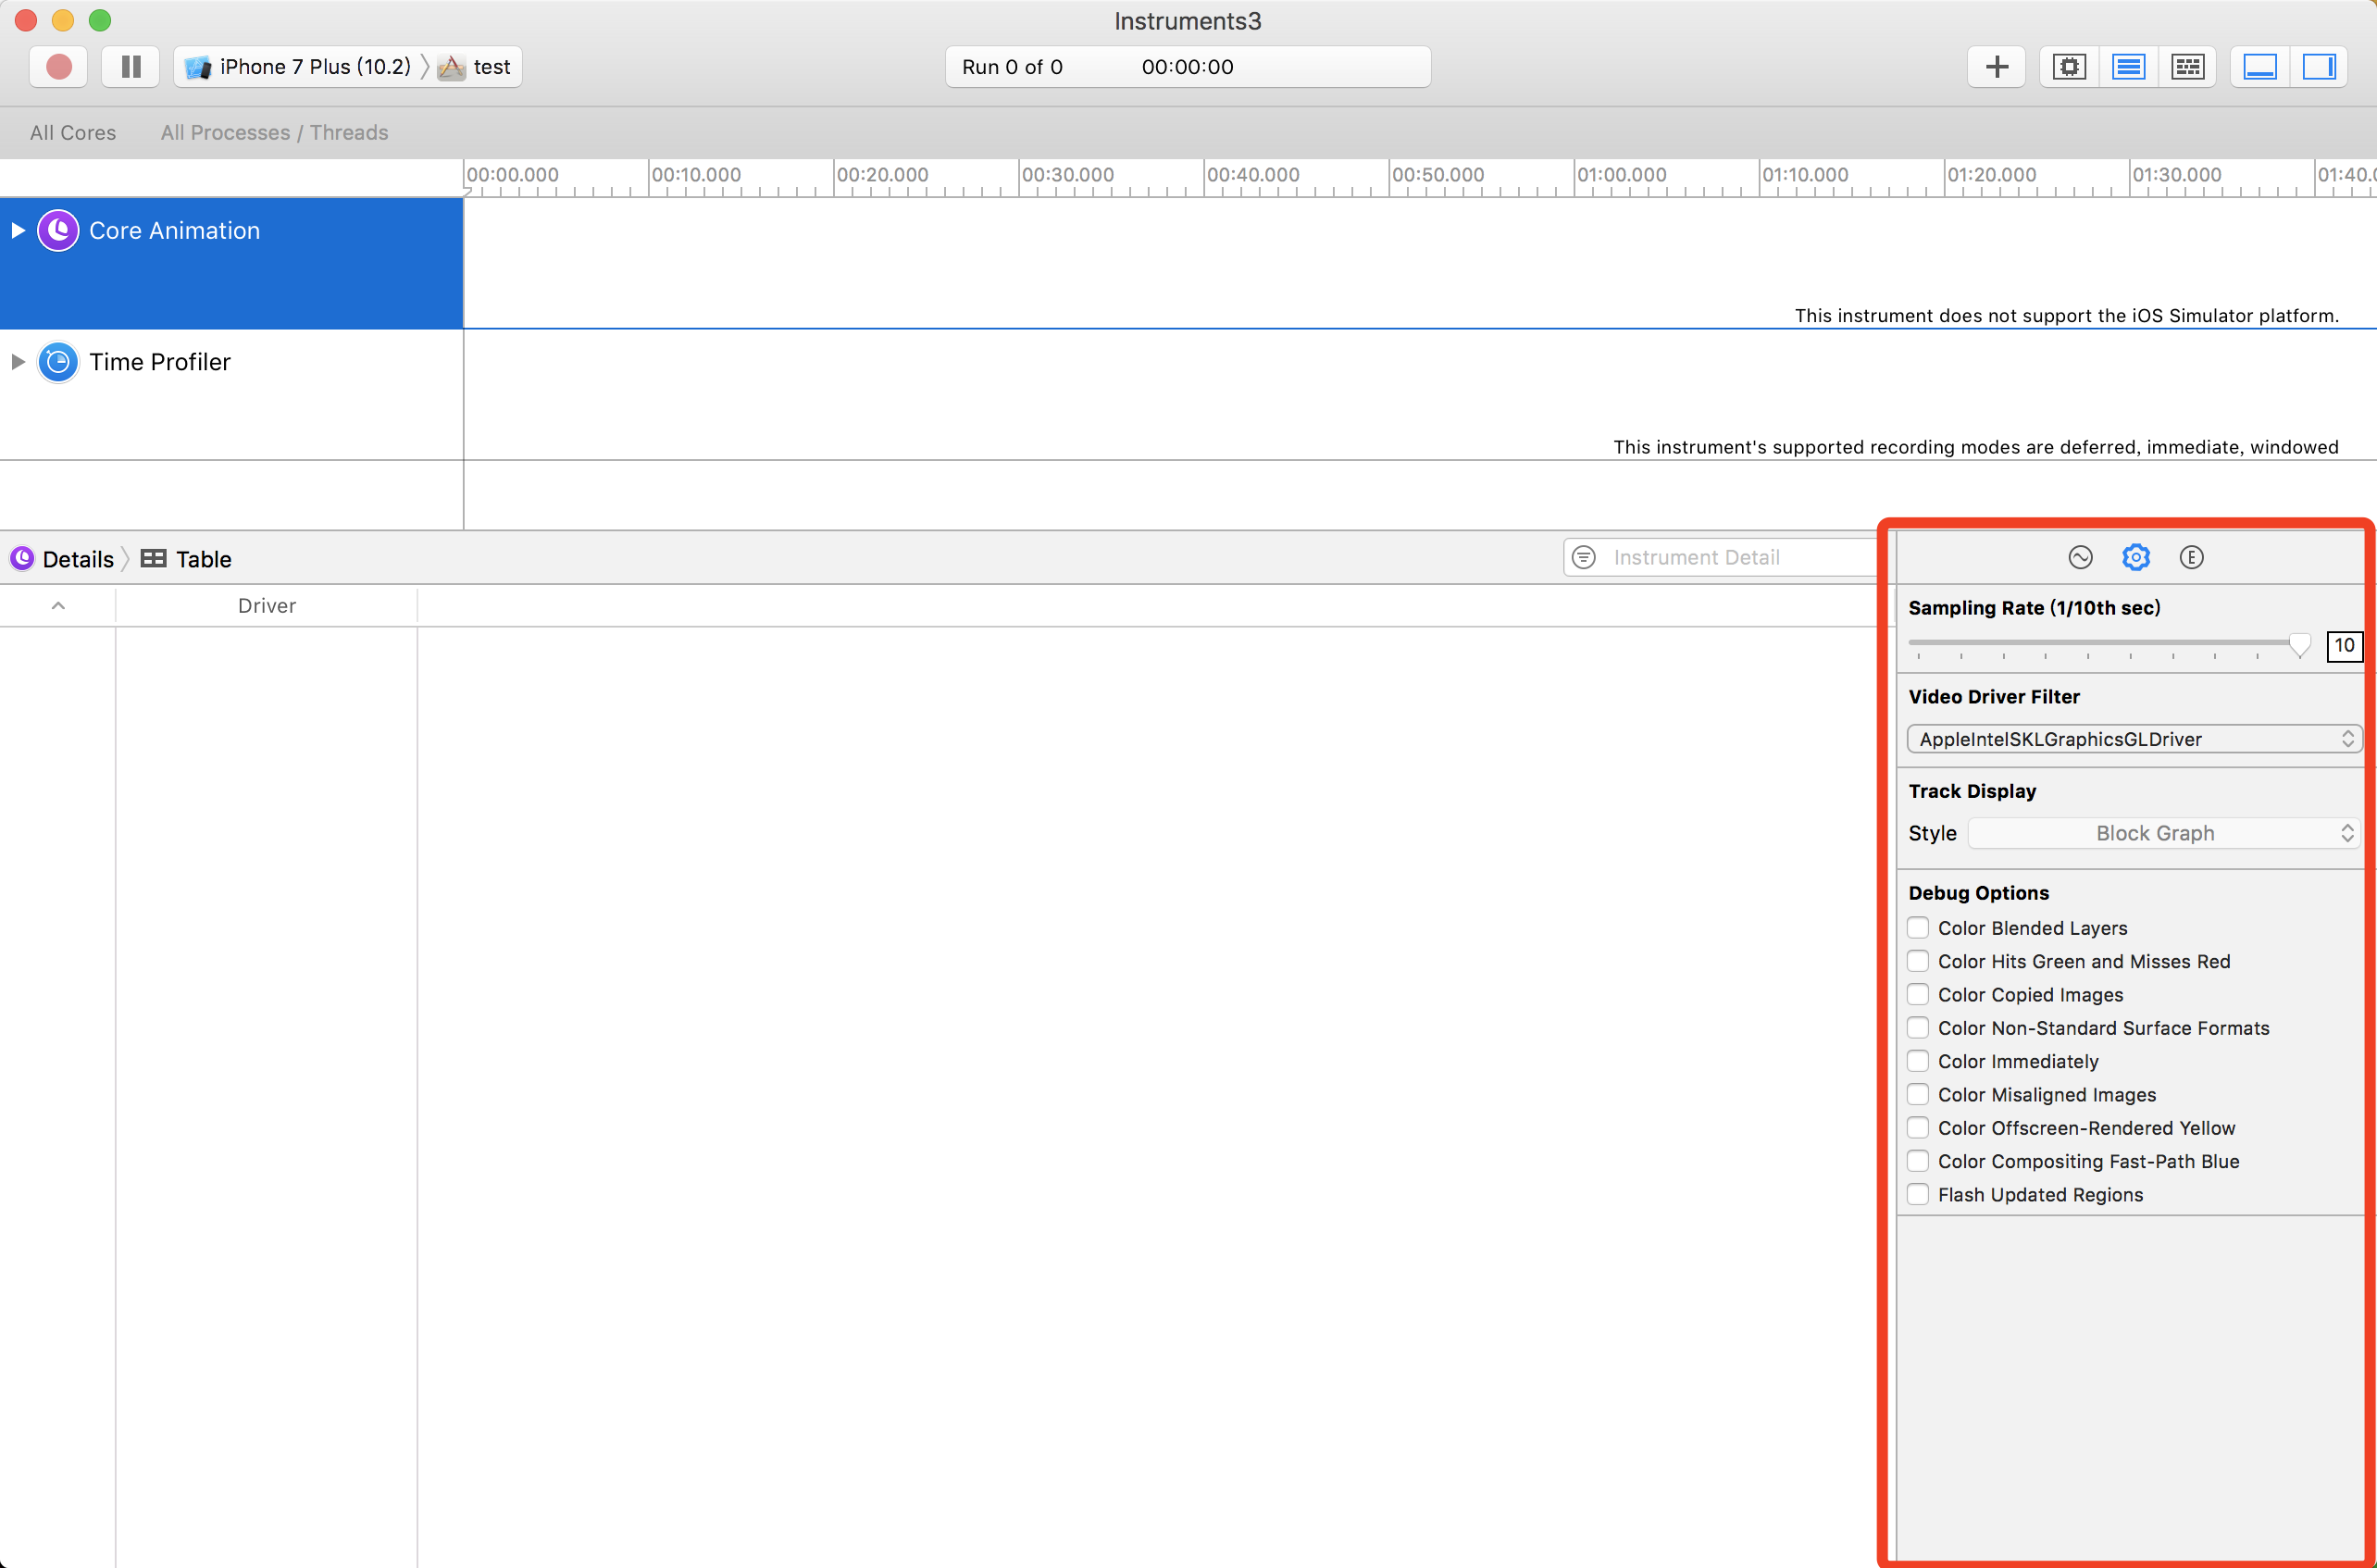 Instruments3
iPhone 7 Plus (10.2) test
Run 0 of 0 00:00:00
All Cores All Processes / Threads
00:00.000 00:10.000 00:20.000 00:30.000 00:40.000 00:50.000 01:00.000 01:10.000 01:20.000 01:30.000 01:40.0
Core Animation
This instrument does not support the iOS Simulator platform.
Time Profiler
This instrument's supported recording modes are deferred, immediate, windowed
Details Table
Instrument Detail
E
Driver
Sampling Rate (1/10th sec)
10
Video Driver Filter
AppleIntelSKLGraphicsGLDriver
Track Display
Style Block Graph
Debug Options
Color Blended Layers
Color Hits Green and Misses Red
Color Copied Images
Color Non-Standard Surface Formats
Color Immediately
Color Misaligned Images
Color Offscreen-Rendered Yellow
Color Compositing Fast-Path Blue
Flash Updated Regions